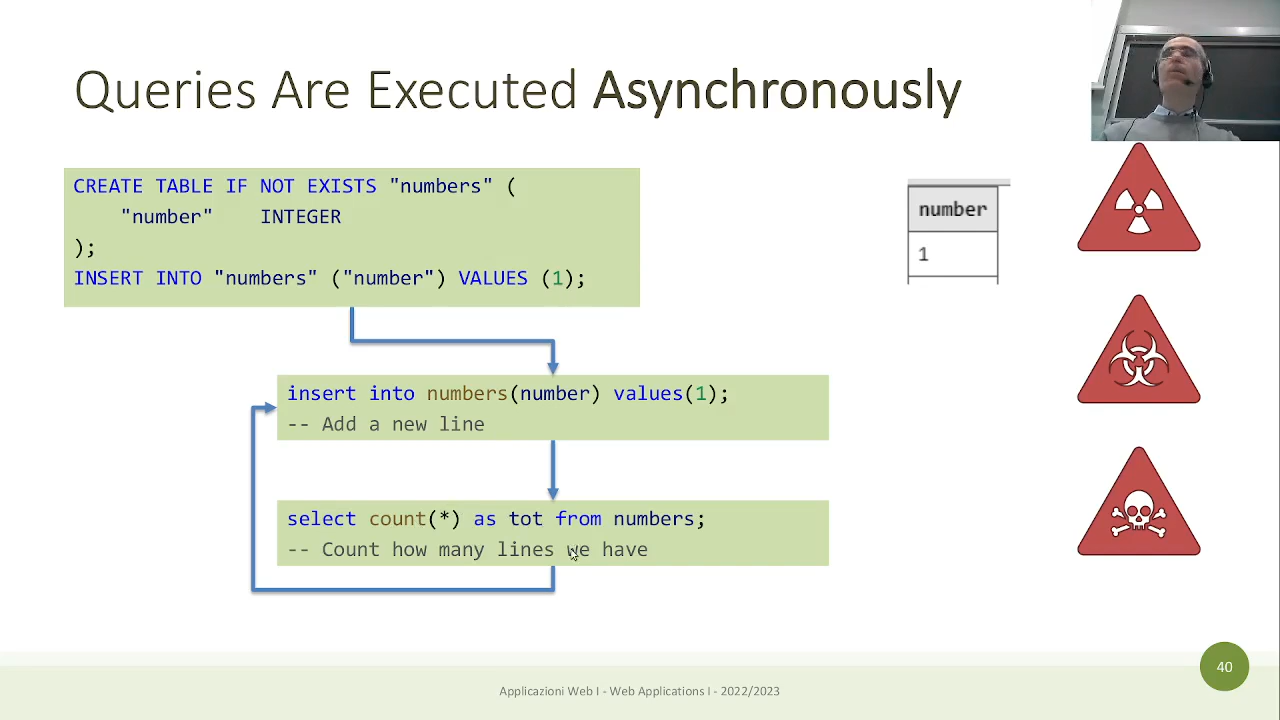 Queries Are Executed Asynchronously
CREATE TABLE IF NOT EXISTS "numbers" (
"number" INTEGER
);
INSERT INTO "numbers" ("number") VALUES (1);
number
1
insert into numbers(number) values(1);
-- Add a new line
select count(*) as tot from numbers;
-- Count how many lines we have
40
Applicazioni Web I - Web Applications I - 2022/2023